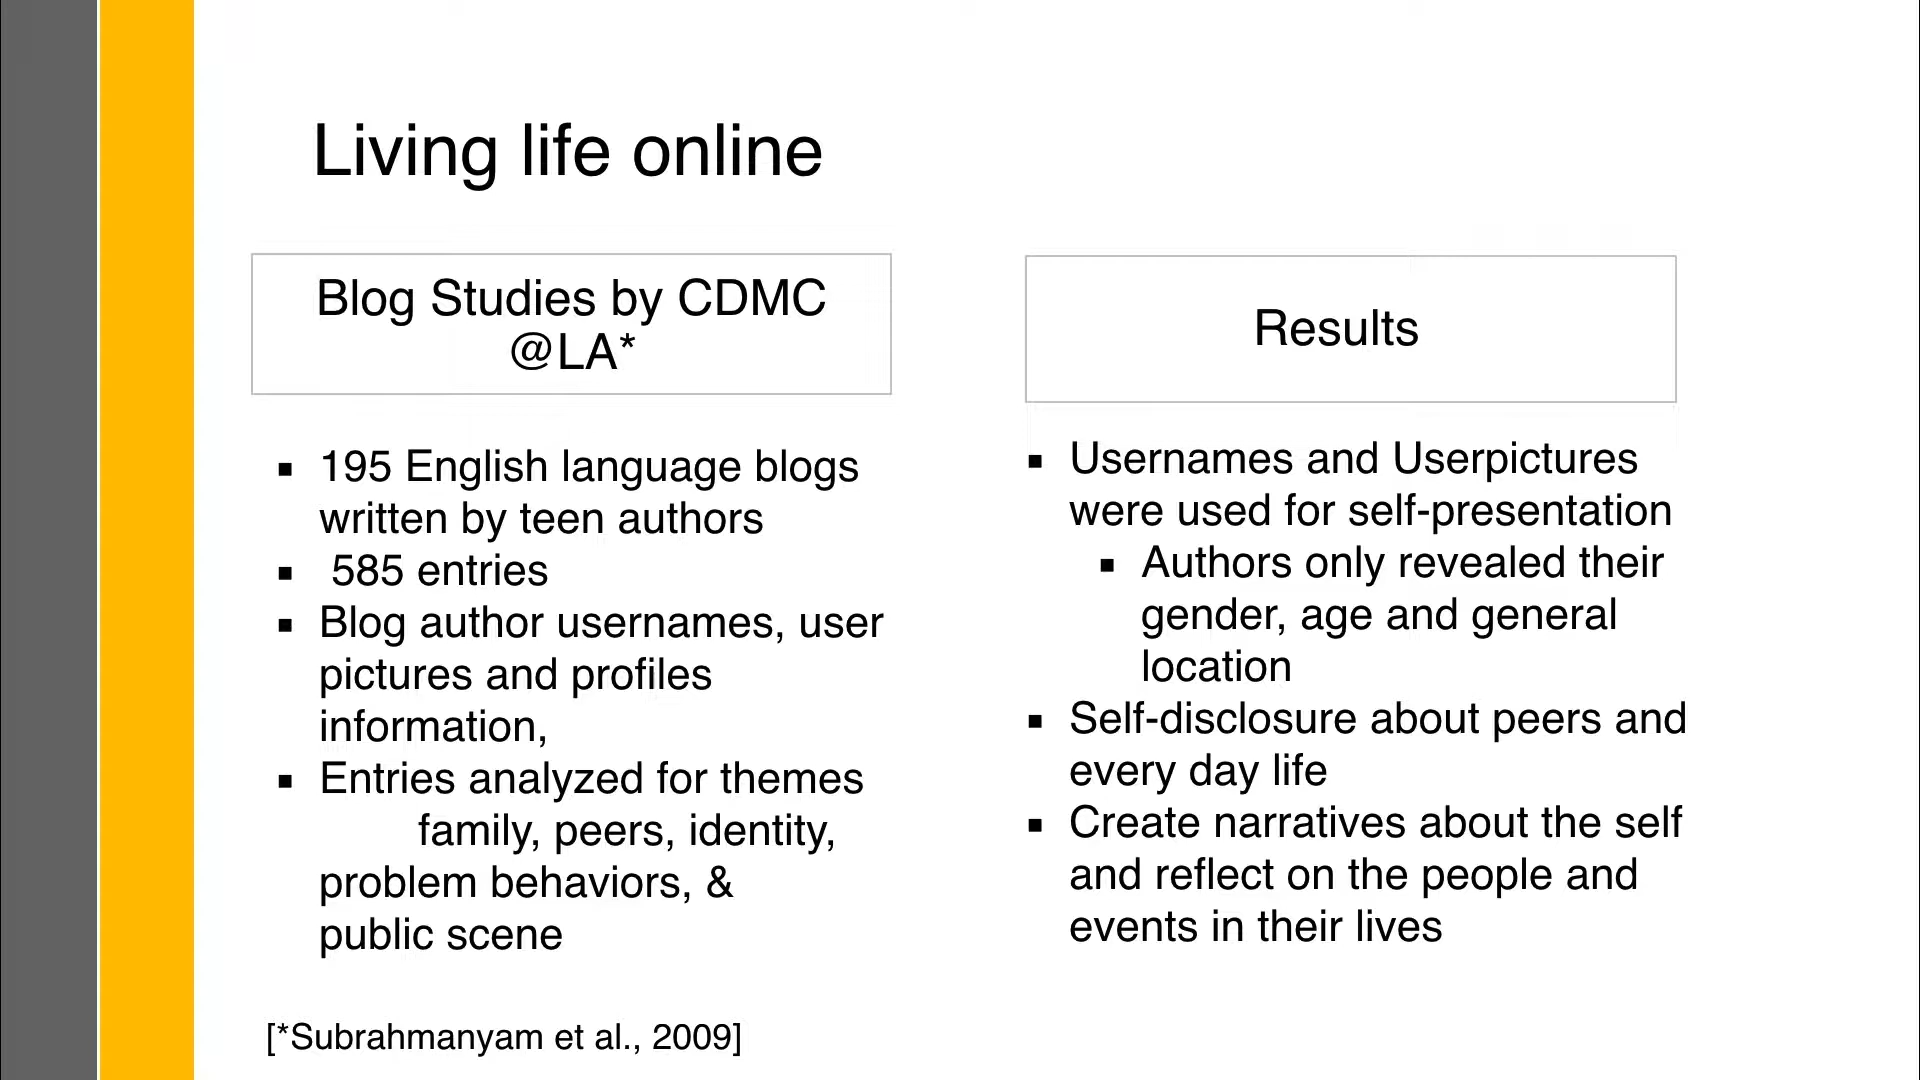 Living life online
Blog Studies by CDMC
@LA*
▪ 195 English language blogs
written by teen authors
▪ 585 entries
▪ Blog author usernames, user
pictures and profiles
information,
▪ Entries analyzed for themes
family, peers, identity,
problem behaviors, &
public scene
[*Subrahmanyam et al., 2009]
Results
▪ Usernames and Userpictures
were used for self-presentation
▪ Authors only revealed their
gender, age and general
location
▪ Self-disclosure about peers and
every day life
▪ Create narratives about the self
and reflect on the people and
events in their lives